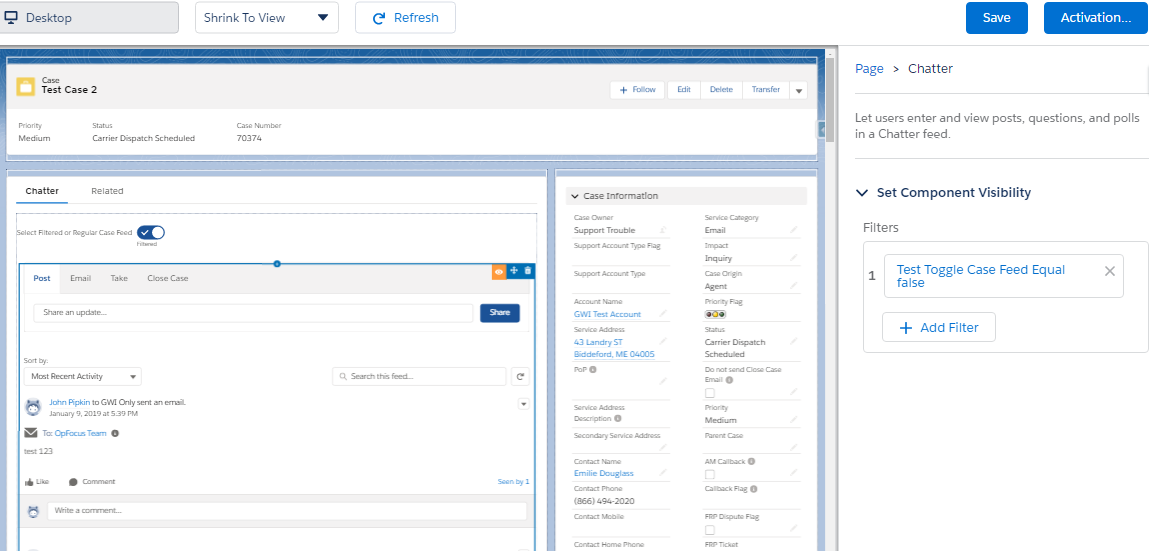 Desktop
Shrink To View
Refresh
Save
Activation...
Case
Test Case 2
Follow
Edit
Delete
Transfer
Priority
Status
Case Number
Medium
Carrier Dispatch Scheduled
70374
Chatter
Related
Select Filtered or Regular Case Feed
Filtered
Post
Email
Take
Close Case
Share an update...
Share
Sort by:
Most Recent Activity
Search this feed...
John Pipkin to GWI Only sent an email.
January 9, 2019 at 5:39 PM
To: OpFocus Team
test 123
Like
Comment
Seen by 1
Write a comment...
Case Information
Case Owner
Service Category
Support Trouble
Email
Support Account Type Flag
Impact
Inquiry
Support Account Type
Case Origin
Agent
Account Name
Priority Flag
GWI Test Account
Service Address
Status
43 Landry ST
Carrier Dispatch
Biddeford, ME 04005
Scheduled
PoP
Do not send Close Case
Email
Service Address
Priority
Description
Medium
Secondary Service Address
Parent Case
Contact Name
AM Callback
Emilie Douglass
Contact Phone
Callback Flag
(866) 494-2020
Contact Mobile
FRP Dispute Flag
Contact Home Phone
FRP Ticket
Page > Chatter
Let users enter and view posts, questions, and polls
in a Chatter feed.
Set Component Visibility
Filters
1
Test Toggle Case Feed Equal
false
Add Filter